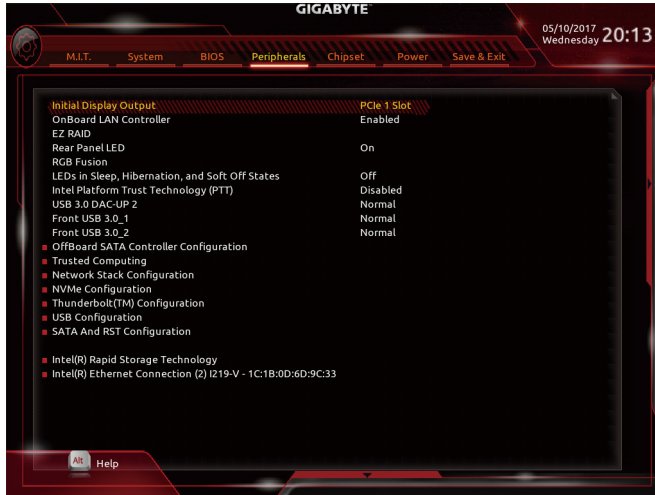 GIGABYTE™
05/10/2017
Wednesday 20:13
M.I.T. System BIOS Peripherals Chipset Power Save & Exit
Initial Display Output PCIe 1 Slot
OnBoard LAN Controller Enabled
EZ RAID
Rear Panel LED On
RGB Fusion
LEDs in Sleep, Hibernation, and Soft Off States Off
Intel Platform Trust Technology (PTT) Disabled
USB 3.0 DAC-UP 2 Normal
Front USB 3.0_1 Normal
Front USB 3.0_2 Normal
OffBoard SATA Controller Configuration
Trusted Computing
Network Stack Configuration
NVMe Configuration
Thunderbolt(TM) Configuration
USB Configuration
SATA And RST Configuration
Intel(R) Rapid Storage Technology
Intel(R) Ethernet Connection (2) I219-V - 1C:1B:0D:6D:9C:33
Alt Help